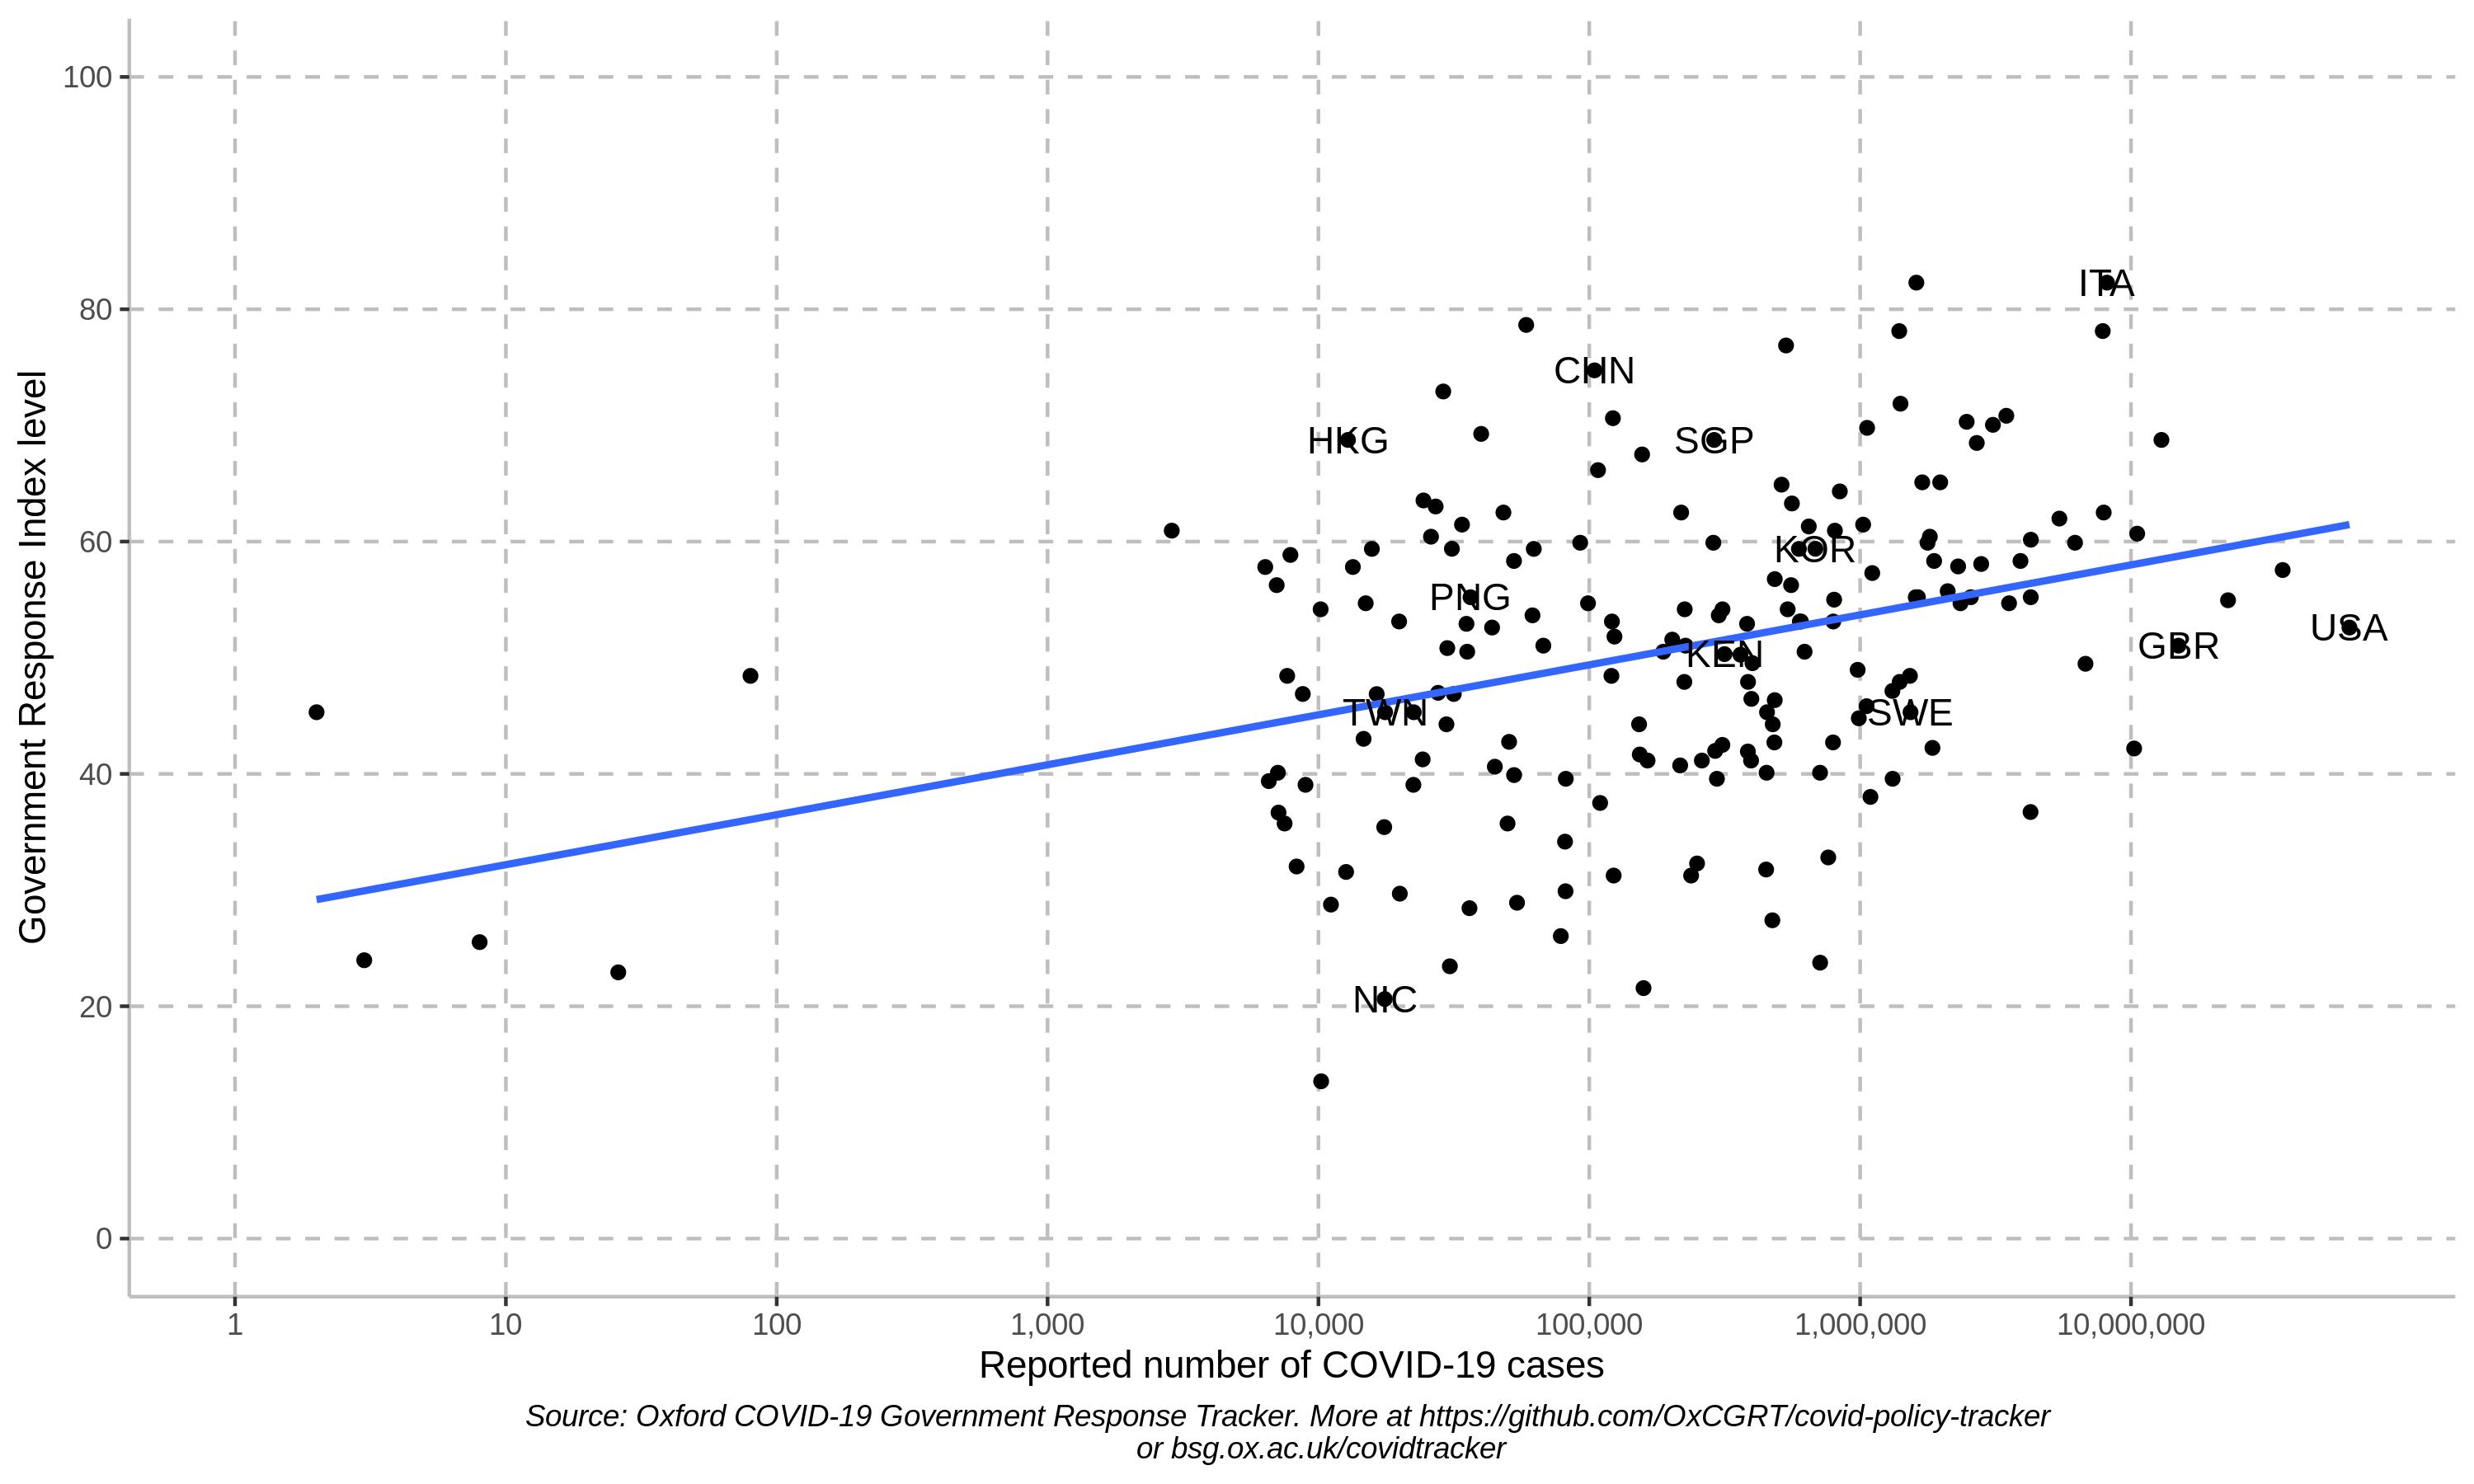 100
80
60
40
20
0
Government Response Index level
ITA
CHN
HKG
SGP
KOR
PNG
USA
GBR
KEN
TWN
SWE
NIC
1
10
100
1,000
10,000
100,000
1,000,000
10,000,000
Reported number of COVID-19 cases
Source: Oxford COVID-19 Government Response Tracker. More at https://github.com/OxCGRT/covid-policy-tracker
or bsg.ox.ac.uk/covidtracker